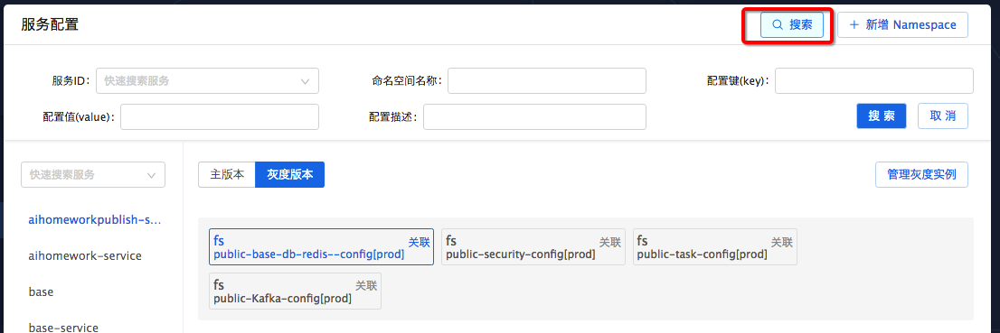 服务配置
搜索
+ 新增 Namespace
服务ID:
快速搜索服务
命名空间名称:
配置键(key):
配置值(value):
配置描述:
搜 索
取 消
快速搜索服务
主版本
灰度版本
管理灰度实例
aihomeworkpublish-s...
aihomework-service
base
base-service
fs
关联
public-base-db-redis--config[prod]
fs
关联
public-security-config[prod]
fs
关联
public-task-config[prod]
fs
关联
public-Kafka-config[prod]